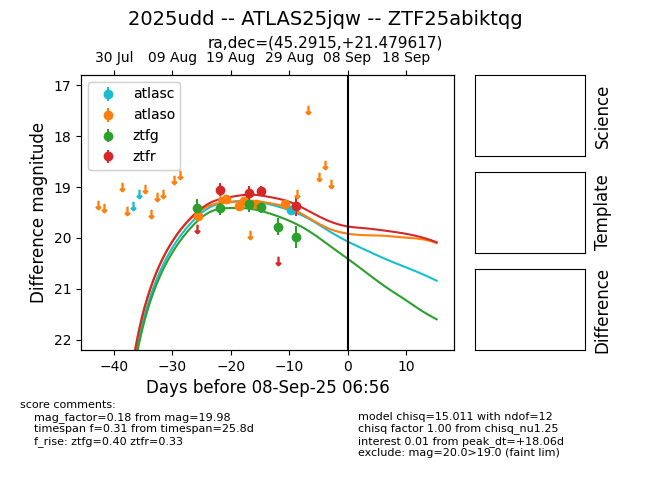 2025udd -- ATLAS25jqw -- ZTF25abiktqg
ra,dec=(45.2915,+21.479617)
30 Jul 09 Aug 19 Aug 29 Aug 08 Sep 18 Sep
17
18
19
20
21
22
Difference magnitude
atlasc
atlaso
ztfg
ztfr
−40 −30 −20 −10 0 10
Days before 08-Sep-25 06:56
Science
Template
Difference
score comments:
mag_factor=0.18 from mag=19.98
timespan f=0.31 from timespan=25.8d
f_rise: ztfg=0.40 ztfr=0.33
model chisq=15.011 with ndof=12
chisq factor 1.00 from chisq_nu1.25
interest 0.01 from peak_dt=+18.06d
exclude: mag=20.0>19.0 (faint lim)